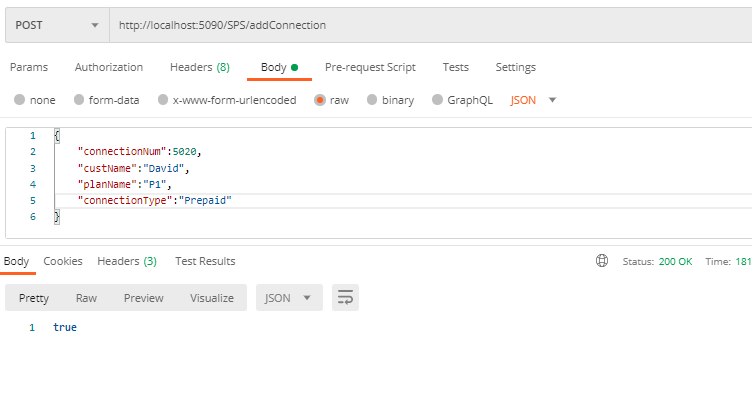 POST http://localhost:5090/SPS/addConnection
Params Authorization Headers (8) Body Pre-request Script Tests Settings
none form-data x-www-form-urlencoded raw binary GraphQL JSON
1 {
2 "connectionNum":5020,
3 "custName":"David",
4 "planName":"P1",
5 "connectionType":"Prepaid"
6 }
Body Cookies Headers (3) Test Results Status: 200 OK Time: 181
Pretty Raw Preview Visualize JSON
1 true